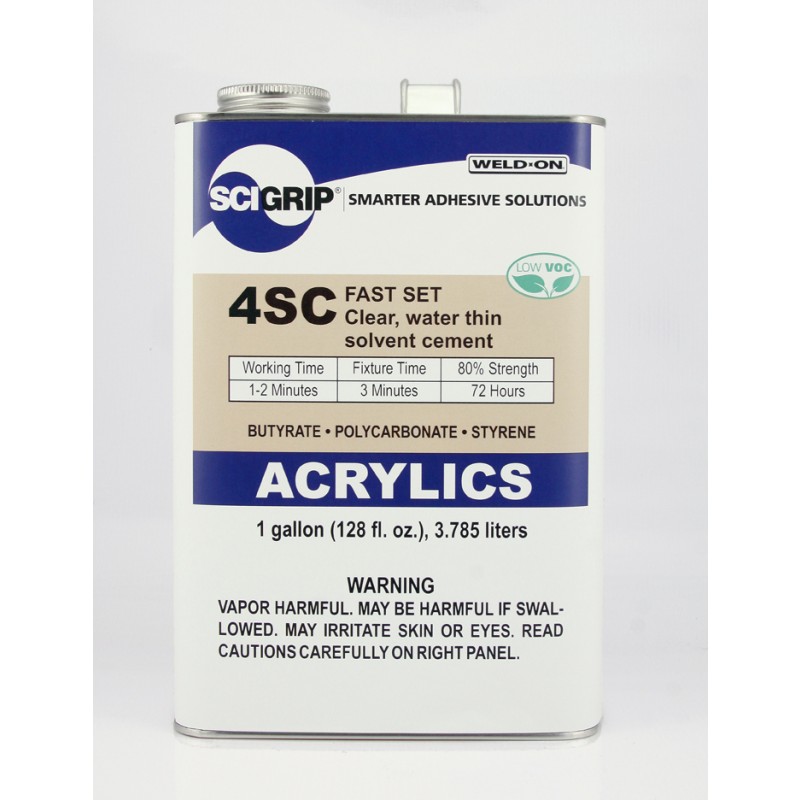 WELD-ON
SCIGRIP® SMARTER ADHESIVE SOLUTIONS
LOW VOC
4SC FAST SET
Clear, water thin
solvent cement
Working Time Fixture Time 80% Strength
1-2 Minutes 3 Minutes 72 Hours
BUTYRATE • POLYCARBONATE • STYRENE
ACRYLICS
1 gallon (128 fl. oz.), 3.785 liters
WARNING
VAPOR HARMFUL. MAY BE HARMFUL IF SWAL-
LOWED. MAY IRRITATE SKIN OR EYES. READ
CAUTIONS CAREFULLY ON RIGHT PANEL.